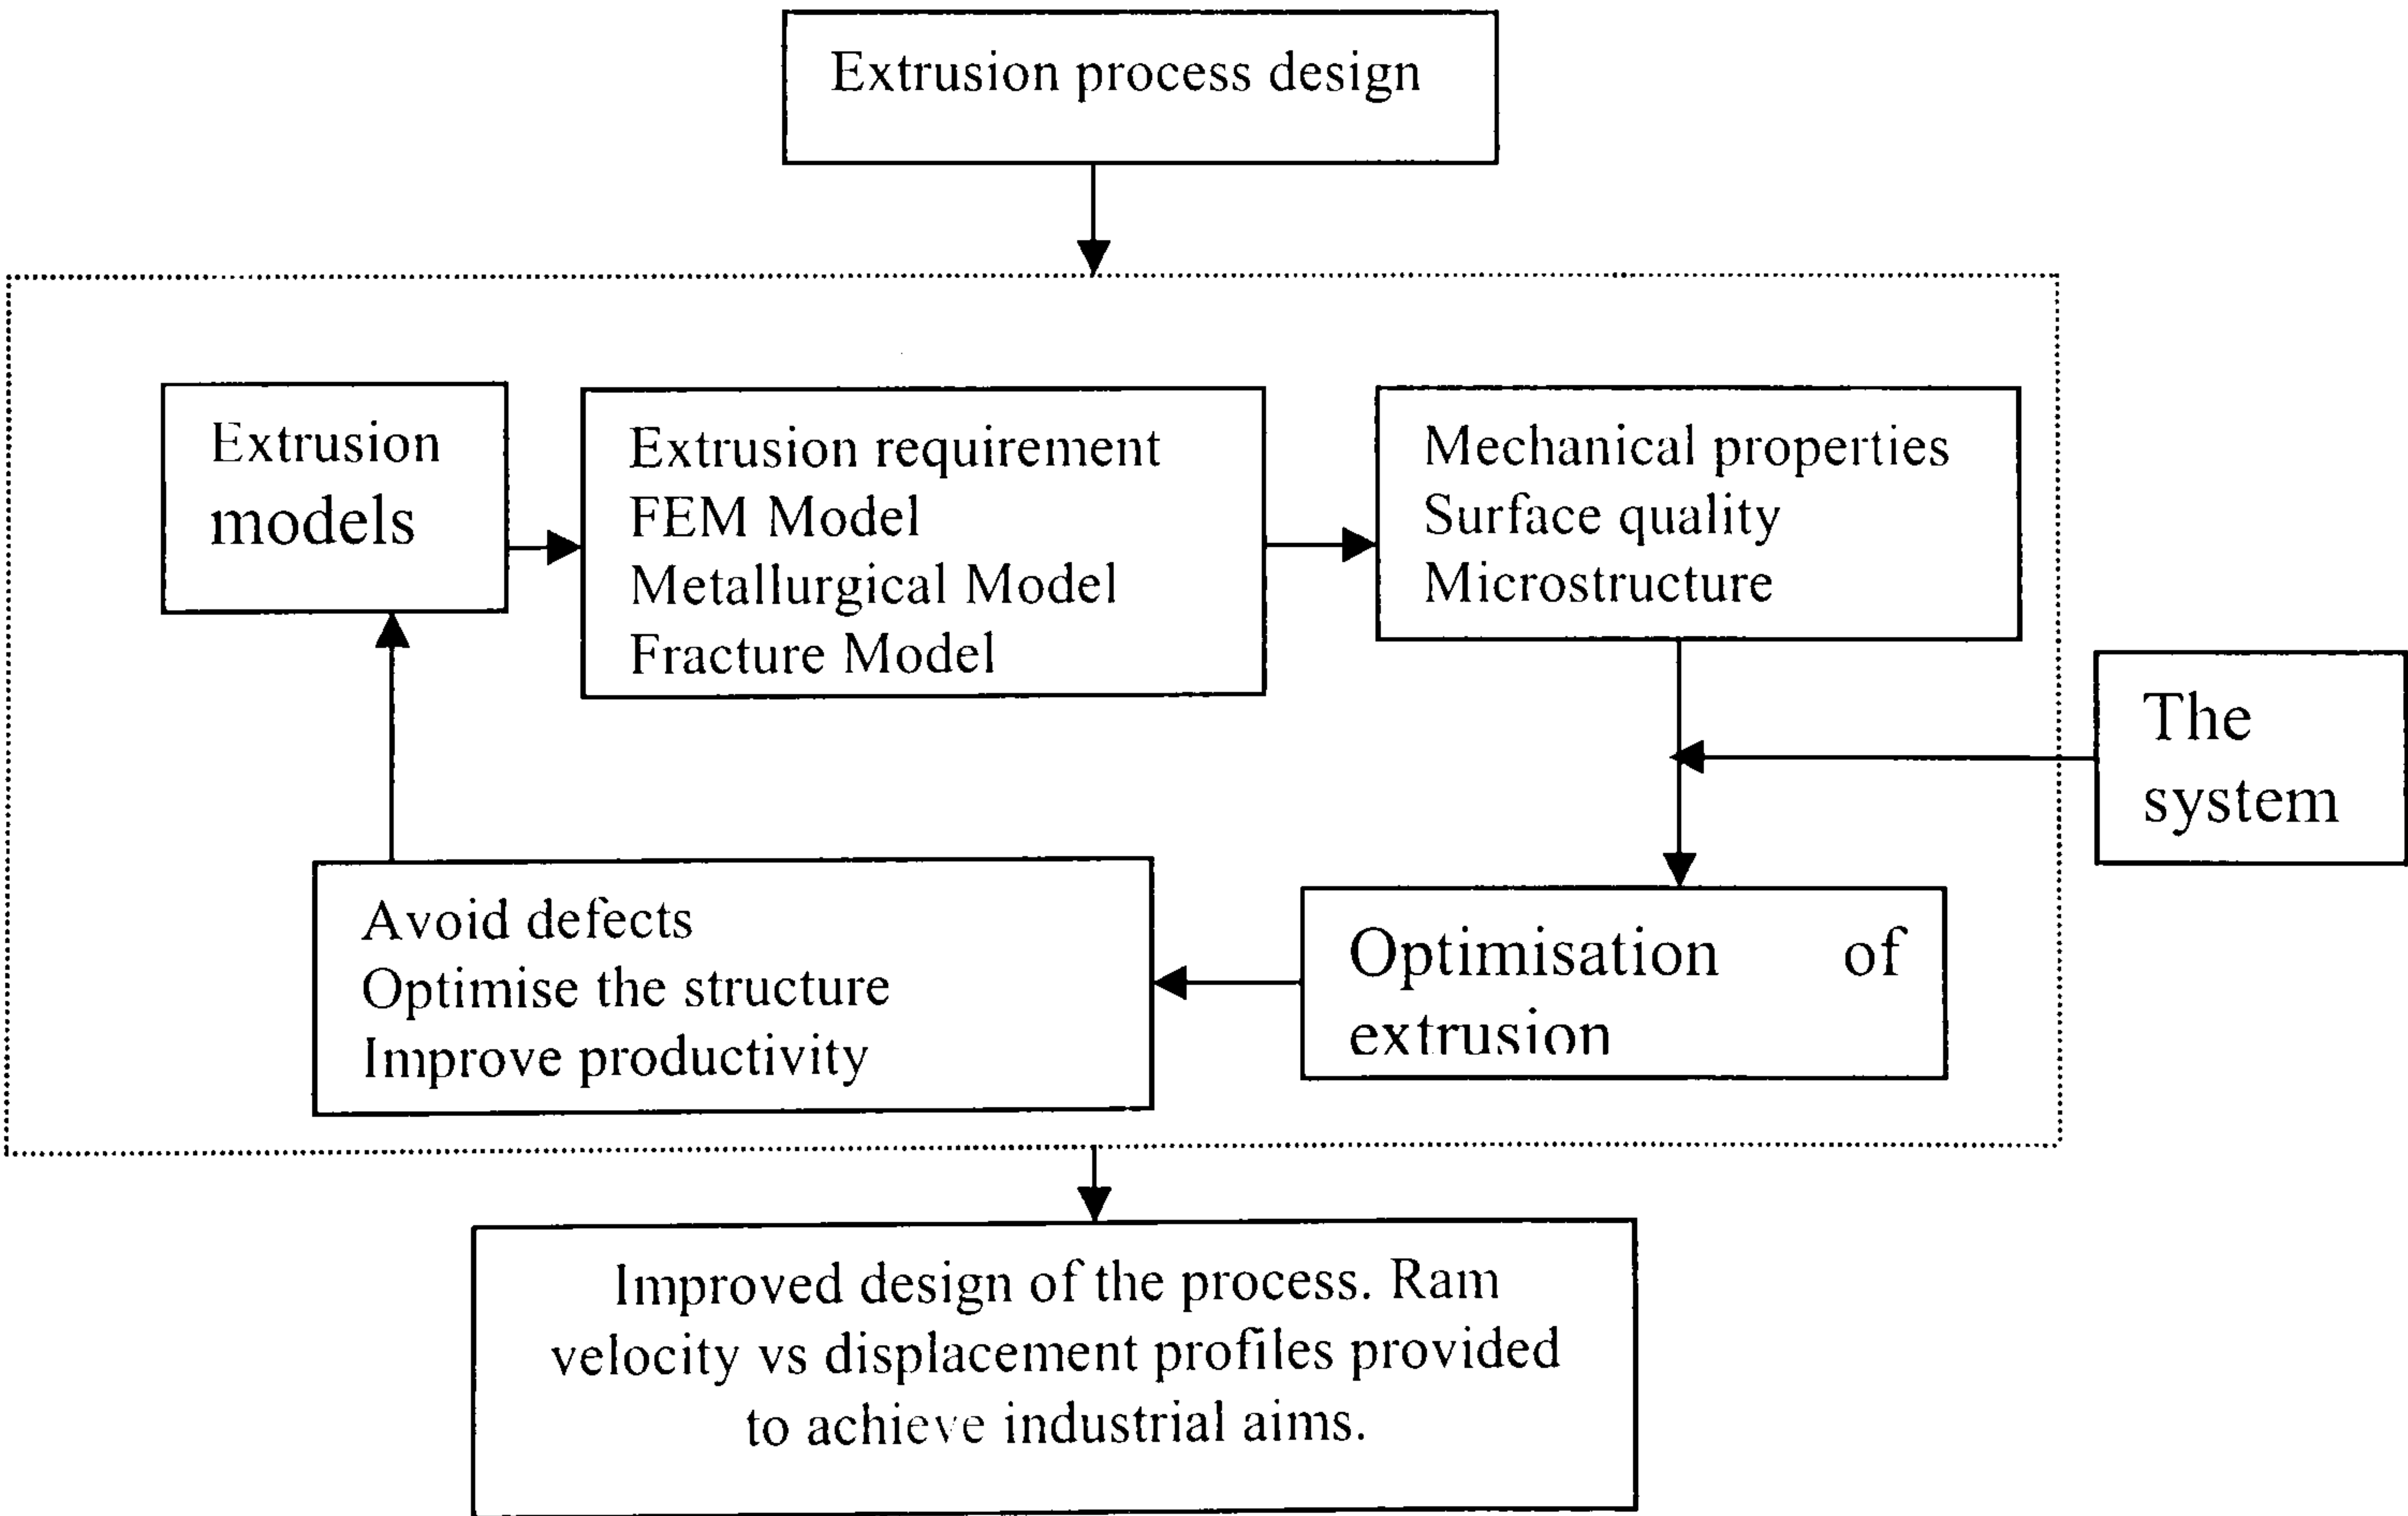 Extrusion process design
Extrusion
models
Extrusion requirement
FEM Model
Metallurgical Model
Fracture Model
Mechanical properties
Surface quality
Microstructure
The
system
Avoid defects
Optimise the structure
Improve productivity
Optimisation of
extrusion
Improved design of the process. Ram
velocity vs displacement profiles provided
to achieve industrial aims.